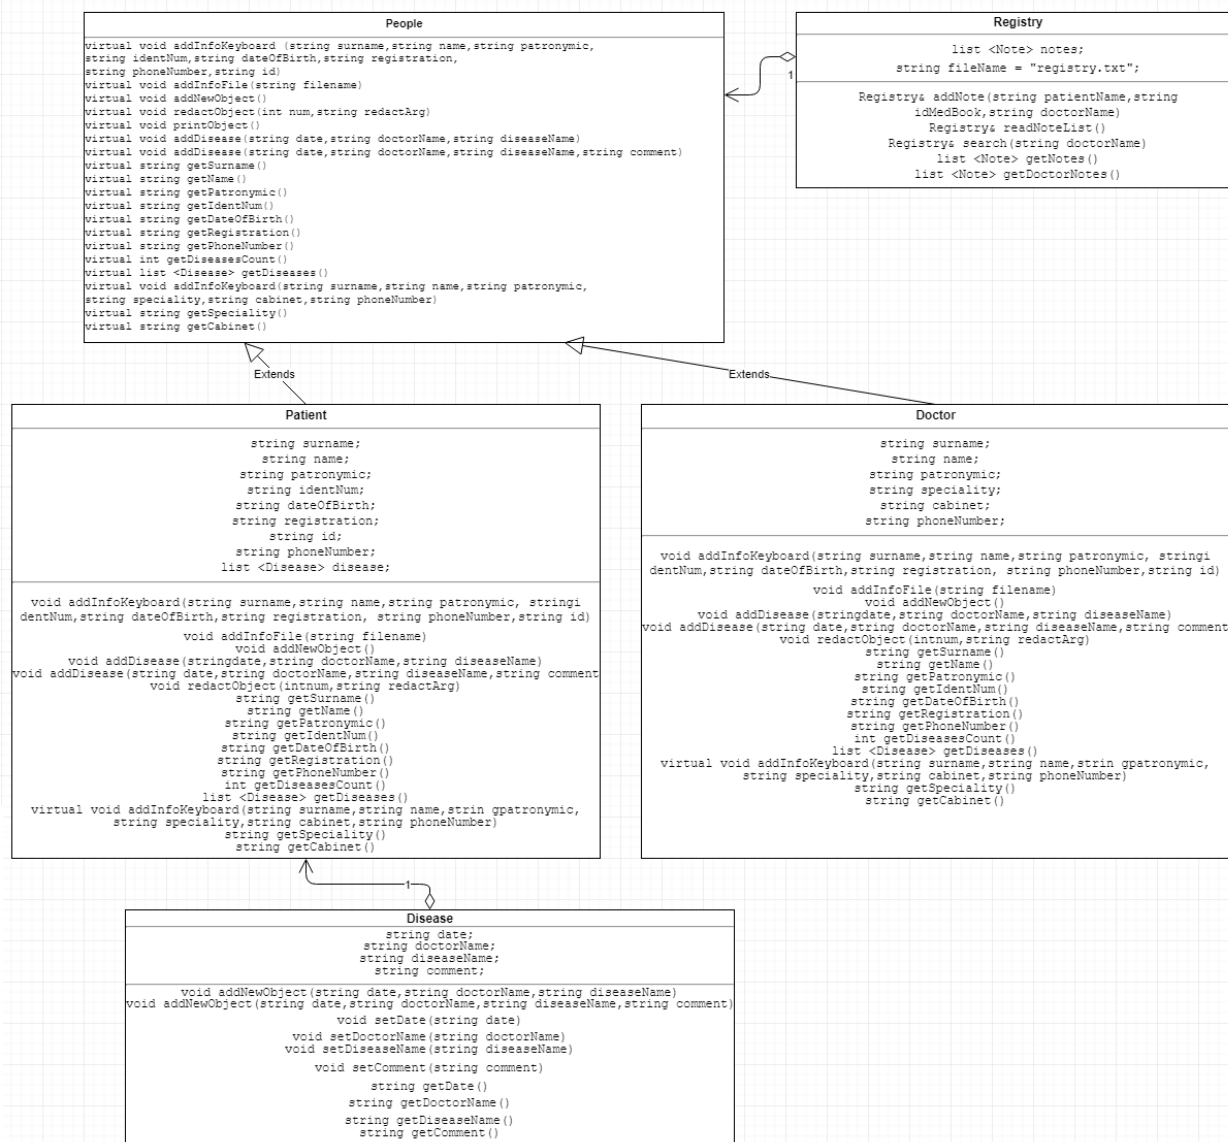 People
virtual void addInfoKeyboard (string surname,string name,string patronymic,
string identNum,string dateOfBirth,string registration,
string phoneNumber,string id)
virtual void addInfoFile(string filename)
virtual void addNewObject()
virtual void redactObject(int num,string redactArg)
virtual void printObject()
virtual void addDisease(string date,string doctorName,string diseaseName)
virtual void addDisease(string date,string doctorName,string diseaseName,string comment)
virtual string getSurname()
virtual string getName()
virtual string getPatronymic()
virtual string getIdentNum()
virtual string getDateOfBirth()
virtual string getRegistration()
virtual string getPhoneNumber()
virtual int getDiseasesCount()
virtual list <Disease> getDiseases()
virtual void addInfoKeyboard(string surname,string name,string patronymic,
string speciality,string cabinet,string phoneNumber)
virtual string getSpeciality()
virtual string getCabinet()
Registry
list <Note> notes;
string fileName = "registry.txt";
Registry& addNote(string patientName,string
idMedBook,string doctorName)
Registry& readNoteList()
Registry& search(string doctorName)
list <Note> getNotes()
list <Note> getDoctorNotes()
1
Extends
Extends
Patient
string surname;
string name;
string patronymic;
string identNum;
string dateOfBirth;
string registration;
string id;
string phoneNumber;
list <Disease> disease;
void addInfoKeyboard(string surname,string name,string patronymic, stringi
dentNum,string dateOfBirth,string registration, string phoneNumber,string id)
void addInfoFile(string filename)
void addNewObject()
void addDisease(stringdate,string doctorName,string diseaseName)
void addDisease(string date,string doctorName,string diseaseName,string comment
void redactObject(intnum,string redactArg)
string getSurname()
string getName()
string getPatronymic()
string getIdentNum()
string getDateOfBirth()
string getRegistration()
string getPhoneNumber()
int getDiseasesCount()
list <Disease> getDiseases()
virtual void addInfoKeyboard(string surname,string name,strin gpatronymic,
string speciality,string cabinet,string phoneNumber)
string getSpeciality()
string getCabinet()
Doctor
string surname;
string name;
string patronymic;
string speciality;
string cabinet;
string phoneNumber;
void addInfoKeyboard(string surname,string name,string patronymic, stringi
dentNum,string dateOfBirth,string registration, string phoneNumber,string id)
void addInfoFile(string filename)
void addNewObject()
void addDisease(stringdate,string doctorName,string diseaseName)
void addDisease(string date,string doctorName,string diseaseName,string comment
void redactObject(intnum,string redactArg)
string getSurname()
string getName()
string getPatronymic()
string getIdentNum()
string getDateOfBirth()
string getRegistration()
string getPhoneNumber()
int getDiseasesCount()
list <Disease> getDiseases()
virtual void addInfoKeyboard(string surname,string name,strin gpatronymic,
string speciality,string cabinet,string phoneNumber)
string getSpeciality()
string getCabinet()
1
Disease
string date;
string doctorName;
string diseaseName;
string comment;
void addNewObject(string date,string doctorName,string diseaseName)
void addNewObject(string date,string doctorName,string diseaseName,string comment)
void setDate(string date)
void setDoctorName(string doctorName)
void setDiseaseName(string diseaseName)
void setComment(string comment)
string getDate()
string getDoctorName()
string getDiseaseName()
string getComment()